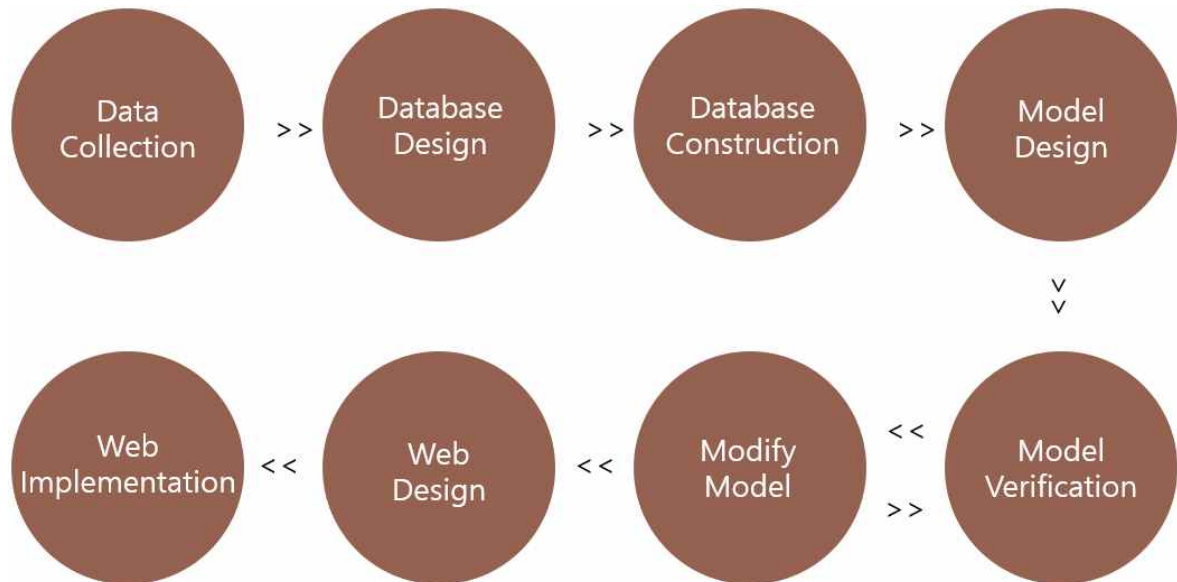 Data
Collection
>>
Database
Design
>>
Database
Construction
>>
Model
Design
>>
Web
Implementation
<<
Web
Design
<<
Modify
Model
<<
>>
Model
Verification